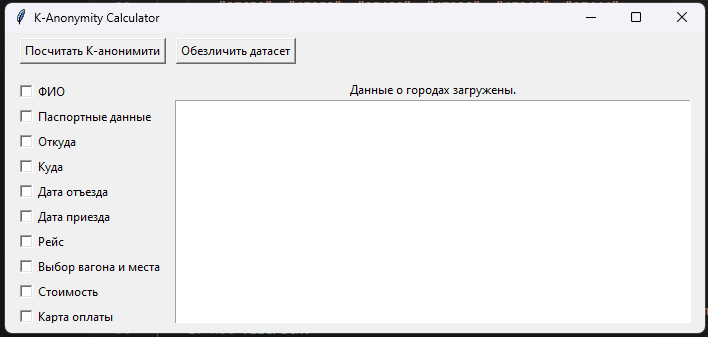 K-Anonymity Calculator
Посчитать К-анонимити
Обезличить датасет
Данные о городах загружены.
ФИО
Паспортные данные
Откуда
Куда
Дата отъезда
Дата приезда
Рейс
Выбор вагона и места
Стоимость
Карта оплаты